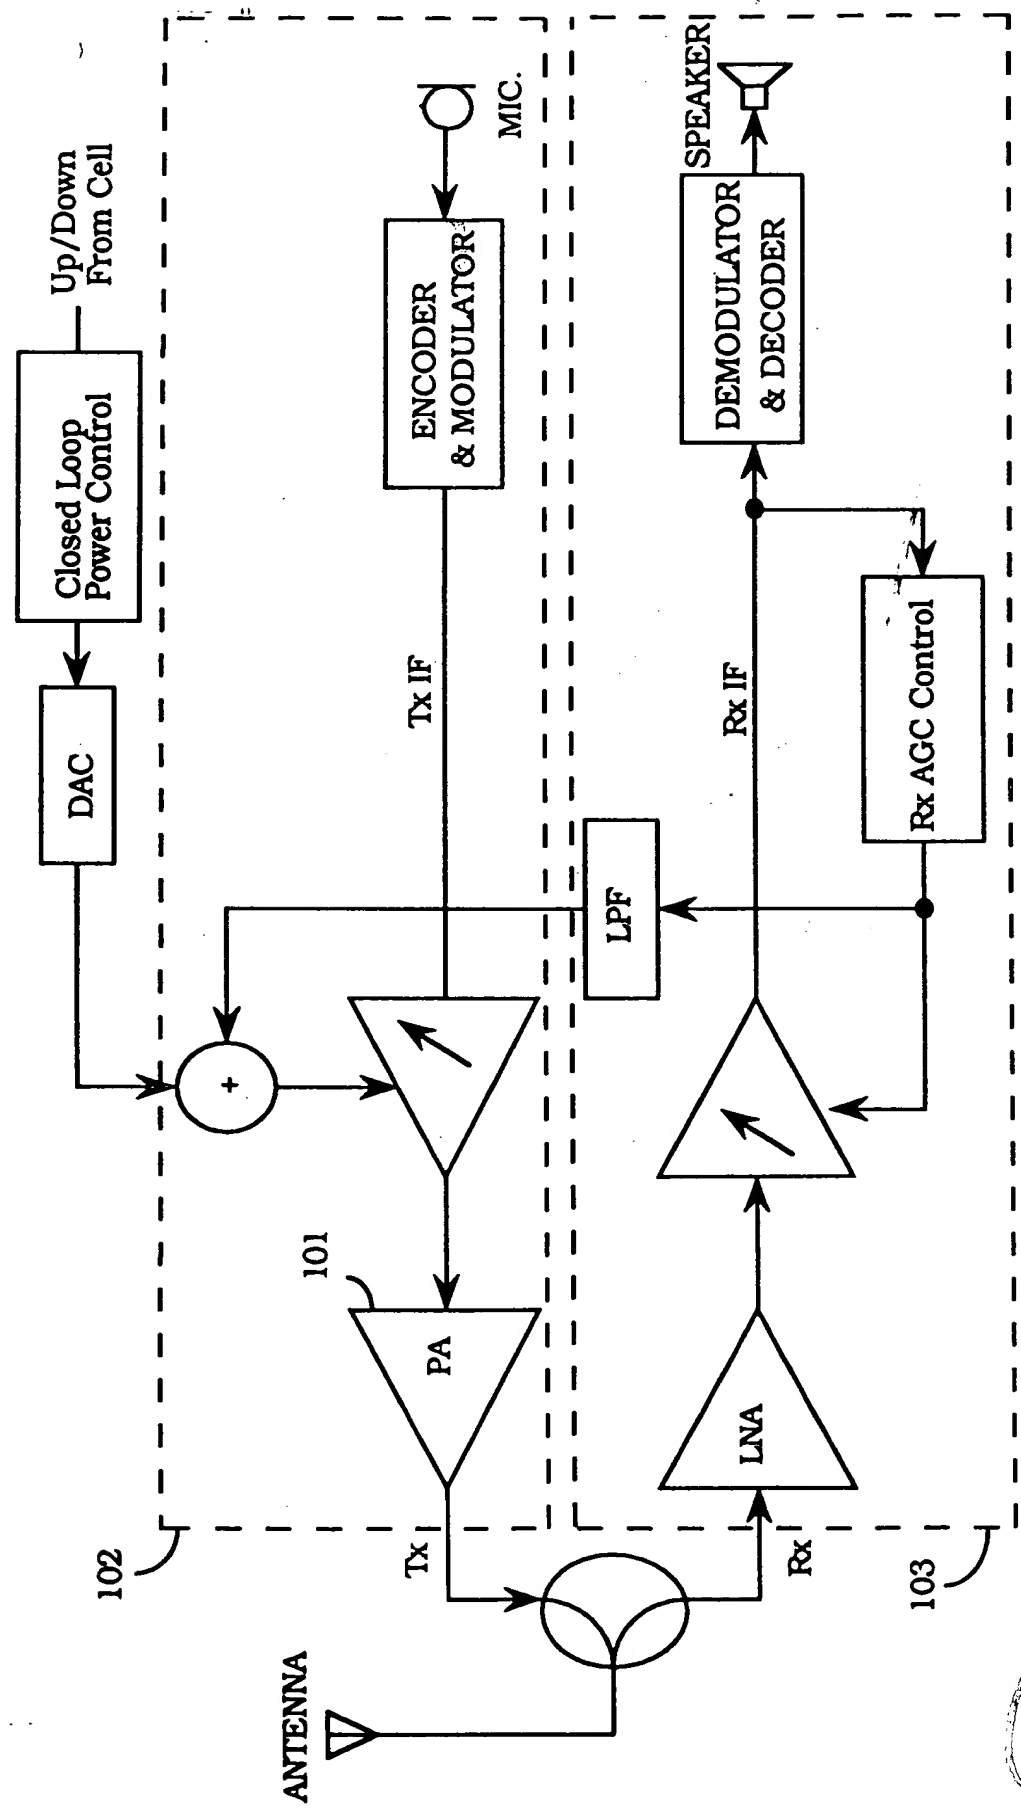 Up/Down
From Cell
Closed Loop
Power Control
DAC
102
ANTENNA
Tx
101
PA
+
Tx IF
ENCODER
& MODULATOR
MIC.
LPF
Rx
LNA
Rx IF
DEMODULATOR
& DECODER
SPEAKER
Rx AGC Control
103